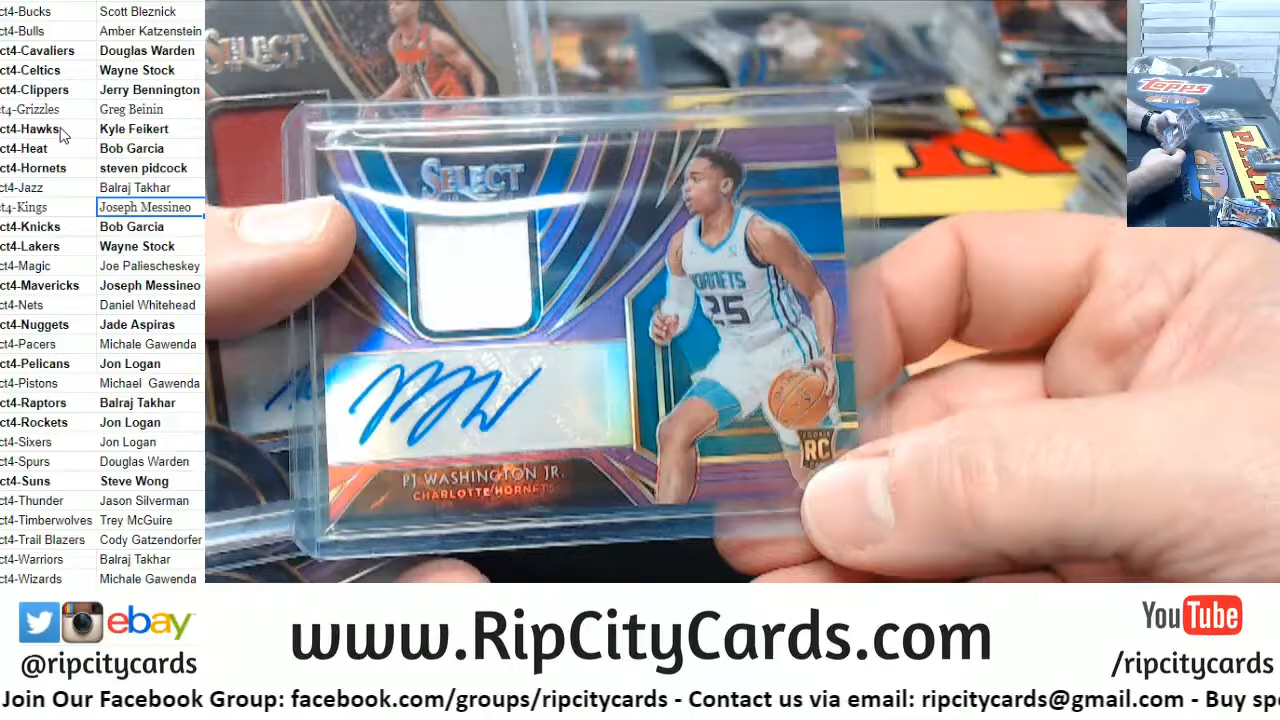 ct4-Bucks Scott Bleznick
ct4-Bulls Amber Katzenstein
ct4-Cavaliers Douglas Warden
ct4-Celtics Wayne Stock
ct4-Clippers Jerry Bennington
ct4-Grizzles Greg Beinin
ct4-Hawks Kyle Feikert
ct4-Heat Bob Garcia
ct4-Hornets steven pidcock
ct4-Jazz Balraj Takhar
ct4-Kings Joseph Messineo
ct4-Knicks Bob Garcia
ct4-Lakers Wayne Stock
ct4-Magic Joe Paliescheskey
ct4-Mavericks Joseph Messineo
ct4-Nets Daniel Whitehead
ct4-Nuggets Jade Aspiras
ct4-Pacers Michale Gawenda
ct4-Pelicans Jon Logan
ct4-Pistons Michael Gawenda
ct4-Raptors Balraj Takhar
ct4-Rockets Jon Logan
ct4-Sixers Jon Logan
ct4-Spurs Douglas Warden
ct4-Suns Steve Wong
ct4-Thunder Jason Silverman
ct4-Timberwolves Trey McGuire
ct4-Trail Blazers Cody Gatzendorfer
ct4-Warriors Balraj Takhar
ct4-Wizards Michale Gawenda
SELECT
SELECT
HORNETS
25
RC
PJ WASHINGTON JR.
CHARLOTTE HORNETS
Topps
ebay
@ripcitycards
www.RipCityCards.com
YouTube
/ripcitycards
Join Our Facebook Group: facebook.com/groups/ripcitycards - Contact us via email: ripcitycards@gmail.com - Buy spo